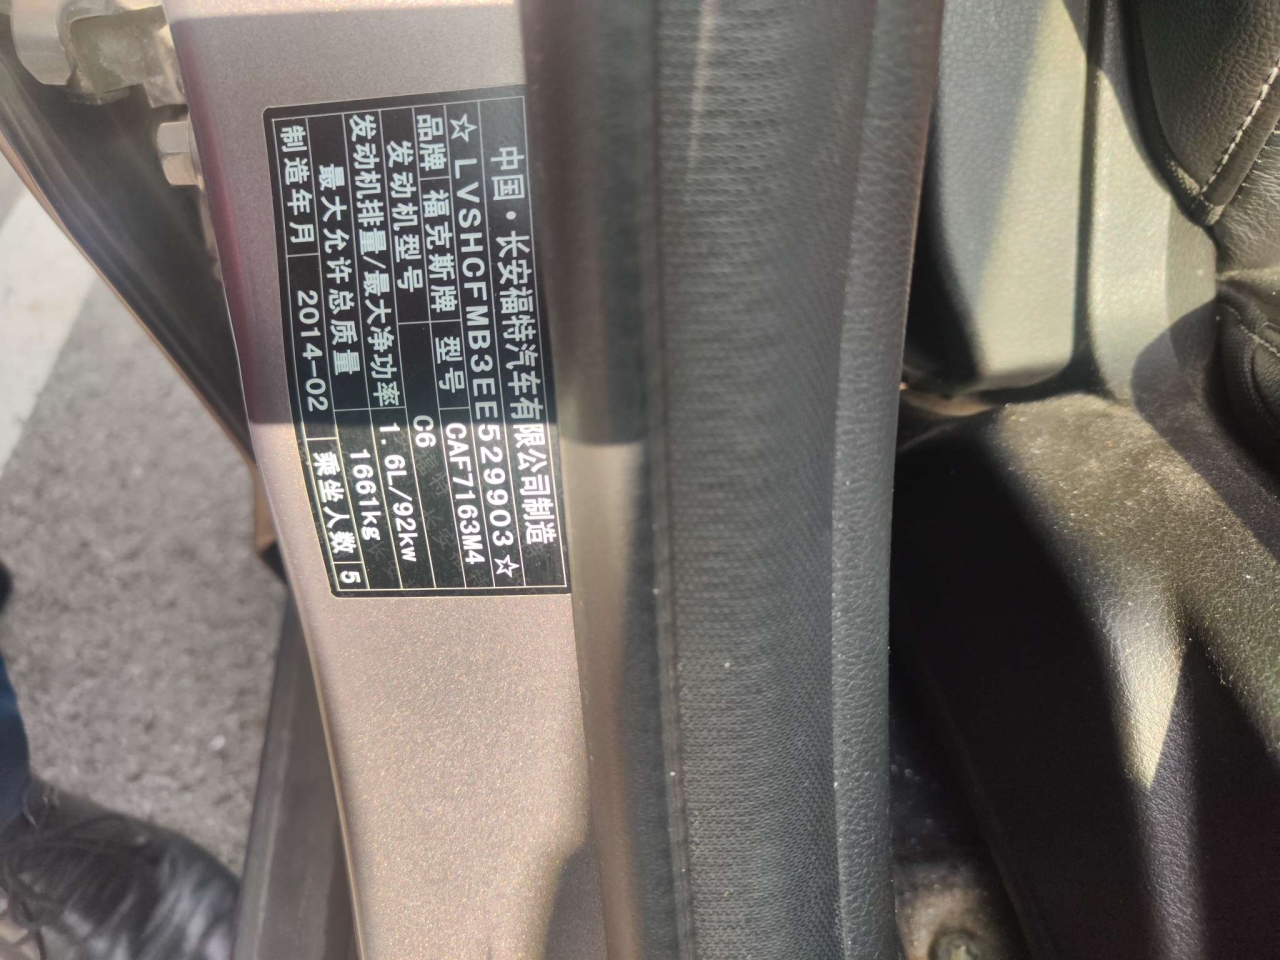 中国·长安福特汽车有限公司制造
☆LVSHCFMB3EE529903☆
品牌 福克斯牌 型号 CAF7163M4
发动机型号 C6
发动机排量/最大净功率 1.6L/92kw
最大允许总质量 1661kg
制造年月 2014-02 乘坐人数 5